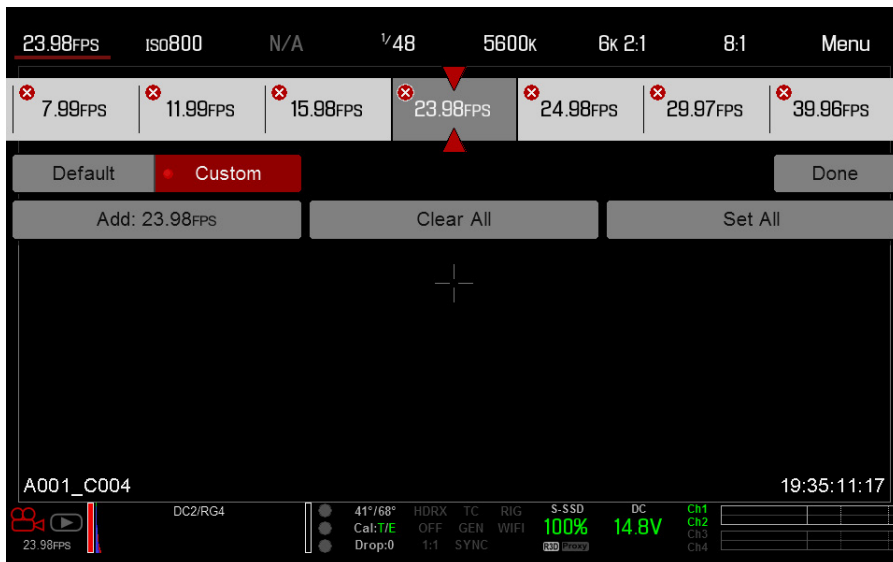 23.98FPS ISO800 N/A 1/48 5600K 6K 2:1 8:1 Menu
7.99FPS 11.99FPS 15.98FPS 23.98FPS 24.98FPS 29.97FPS 39.96FPS
Default Custom Done
Add: 23.98FPS Clear All Set All
A001_C004 19:35:11:17
DC2/RG4 41°/68° HDRX TC RIG S-SSD DC Ch1
Cal:T/E OFF GEN WIFI 100% 14.8V Ch2
Ch3
23.98FPS Drop:0 1:1 SYNC R3D Proxy Ch4